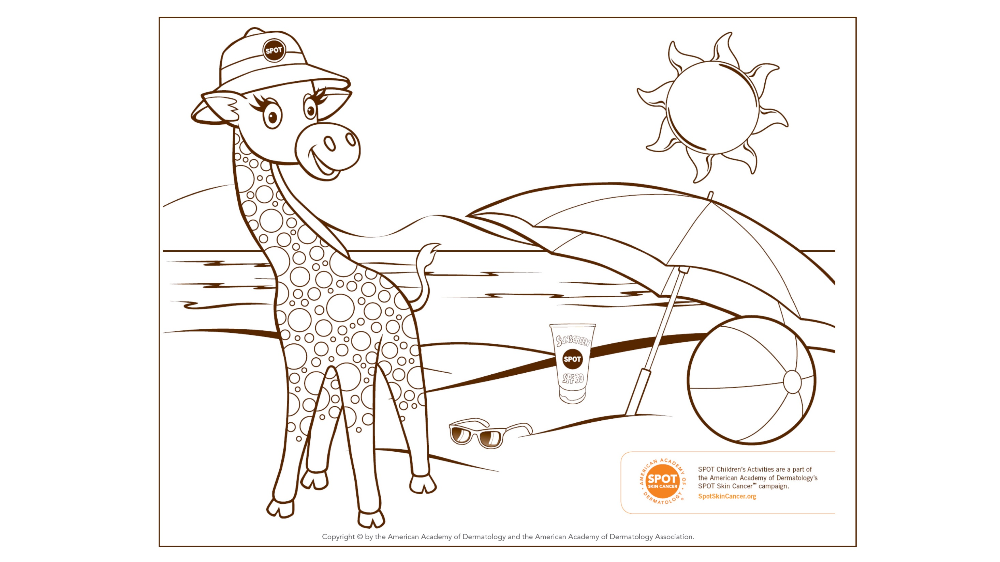 SPOT
SUNSCREEN
SPOT
SPF30
AMERICAN ACADEMY OF DERMATOLOGY®
SPOT
SKIN CANCER
SPOT Children's Activities are a part of
the American Academy of Dermatology's
SPOT Skin Cancer™ campaign.
SpotSkinCancer.org
Copyright © by the American Academy of Dermatology and the American Academy of Dermatology Association.